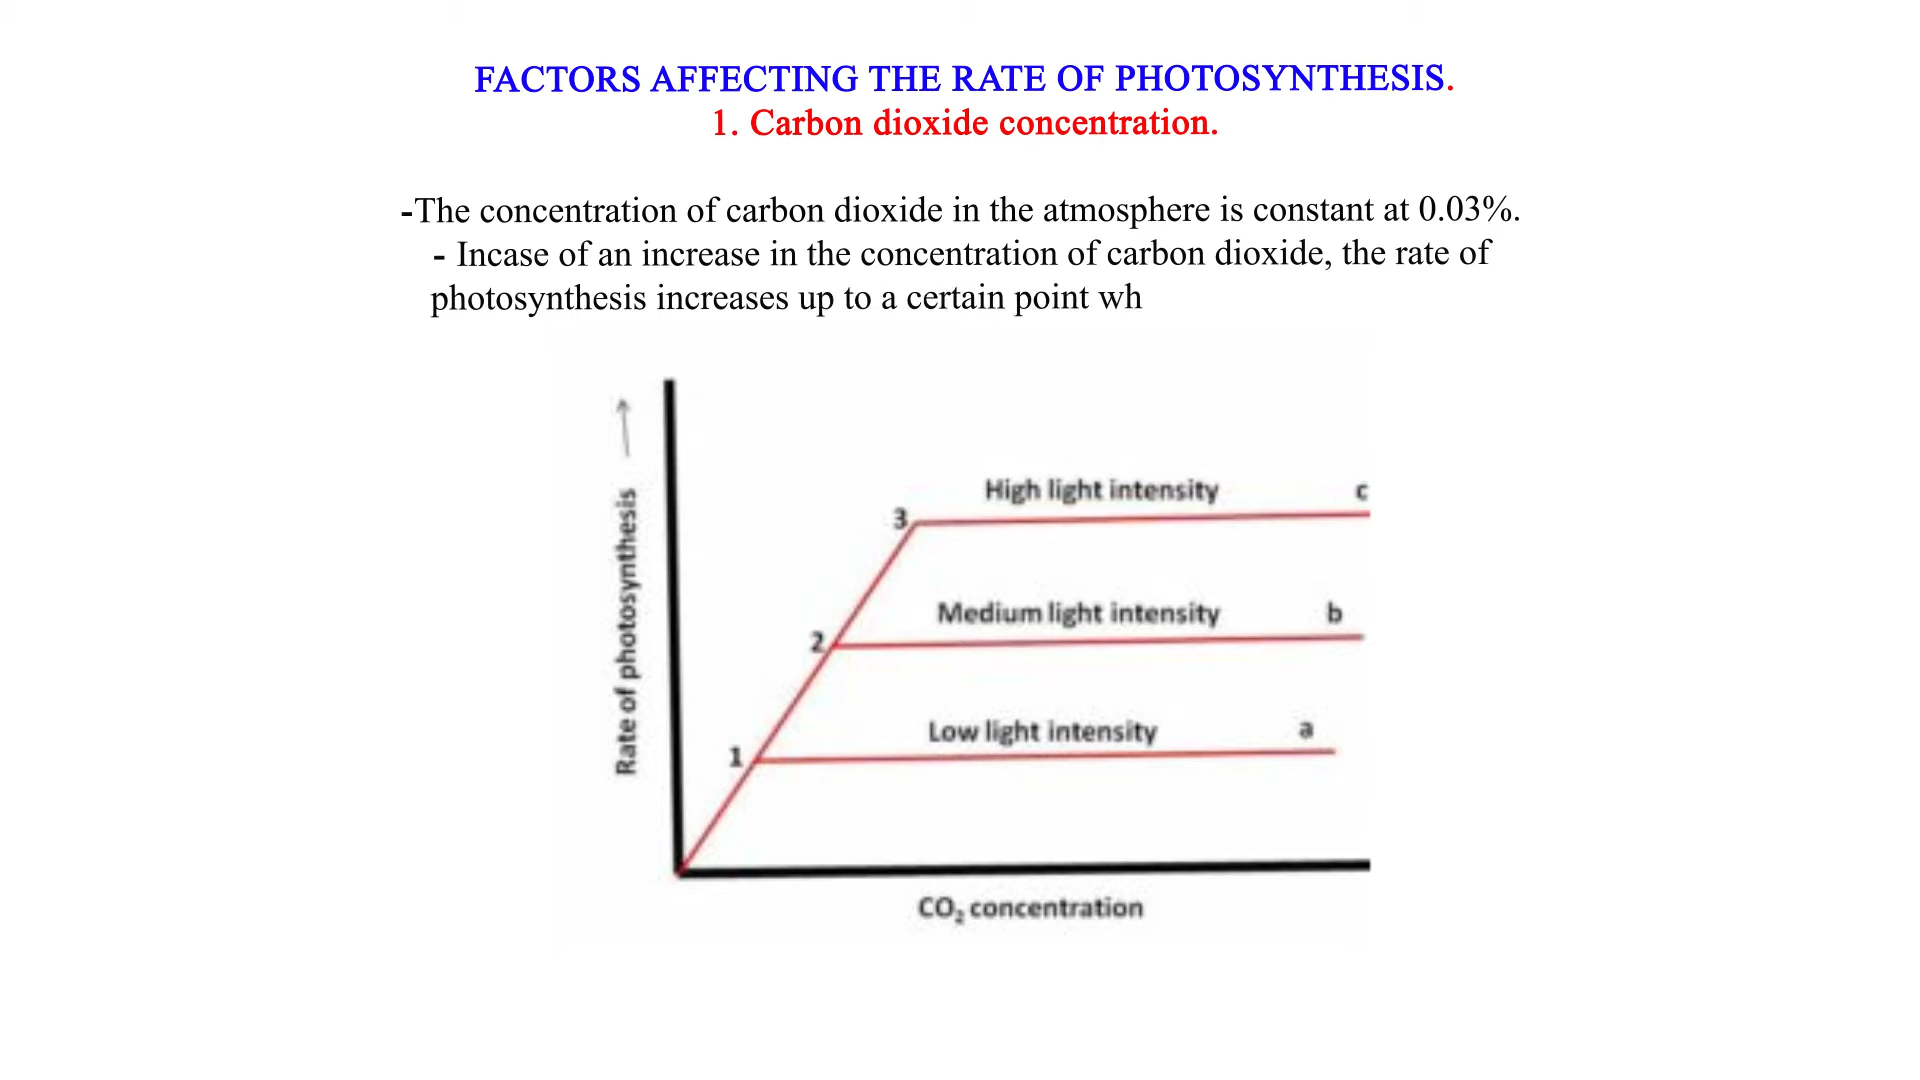 FACTORS AFFECTING THE RATE OF PHOTOSYNTHESIS.
1. Carbon dioxide concentration.
-The concentration of carbon dioxide in the atmosphere is constant at 0.03%.
- Incase of an increase in the concentration of carbon dioxide, the rate of
photosynthesis increases up to a certain point wh
Rate of photosynthesis
High light intensity c
3
Medium light intensity b
2
Low light intensity a
1
CO₂ concentration